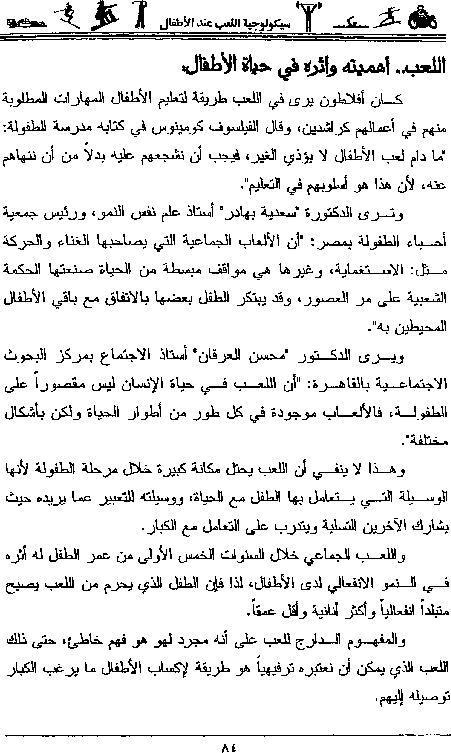 سيكولوجية اللعب عند الأطفال
اللعب.. أهميته وأثره في حياة الأطفال.
كان أفلاطون يرى في اللعب طريقة لتعليم الأطفال المهارات المطلوبة
منهم في أعمالهم كراشدين، وقال الفيلسوف كومينوس في كتابه مدرسة الطفولة:
"ما دام لعب الأطفال لا يؤذي الغير، فيجب أن نشجعهم عليه بدلاً من أن ننهاهم
عنه، لأن هذا هو أسلوبهم في التعليم".
وترى الدكتورة "سعدية بهادر" أستاذ علم نفس النمو، ورئيس جمعية
أصباء الطفولة بمصر: "أن الألعاب الجماعية التي يصاحبها الغناء والحركة
مثل: الاستغماية، وغيرها هي مواقف مبسطة من الحياة صنعتها الحكمة
الشعبية على مر العصور، وقد يبتكر الطفل بعضها بالاتفاق مع باقي الأطفال
المحيطين به".
ويرى الدكتور "محسن العرقان" أستاذ الاجتماع بمركز البحوث
الاجتماعية بالقاهرة: "أن اللعب في حياة الإنسان ليس مقصوراً على
الطفولة، فالألعاب موجودة في كل طور من أطوار الحياة ولكن بأشكال
مختلفة".
وهذا لا ينفي أن اللعب يحتل مكانة كبيرة خلال مرحلة الطفولة لأنها
الوسيلة التي يتعامل بها الطفل مع الحياة، ووسيلته للتعبير عما يريده حيث
يشارك الآخرين التسلية ويتدرب على التعامل مع الكبار.
واللعب الجماعي خلال السنوات الخمس الأولى من عمر الطفل له أثره
في النمو الانفعالي لدى الأطفال، لذا فإن الطفل الذي يحرم من اللعب يصبح
متبلداً انفعالياً وأكثر أنانية وأقل عمقاً.
والمفهوم الدارج للعب على أنه مجرد لهو هو فهم خاطئ، حتى ذلك
اللعب الذي يمكن أن نعتبره ترفيهياً هو طريقة لإكساب الأطفال ما يرغب الكبار
توصيله إليهم.
٨٤